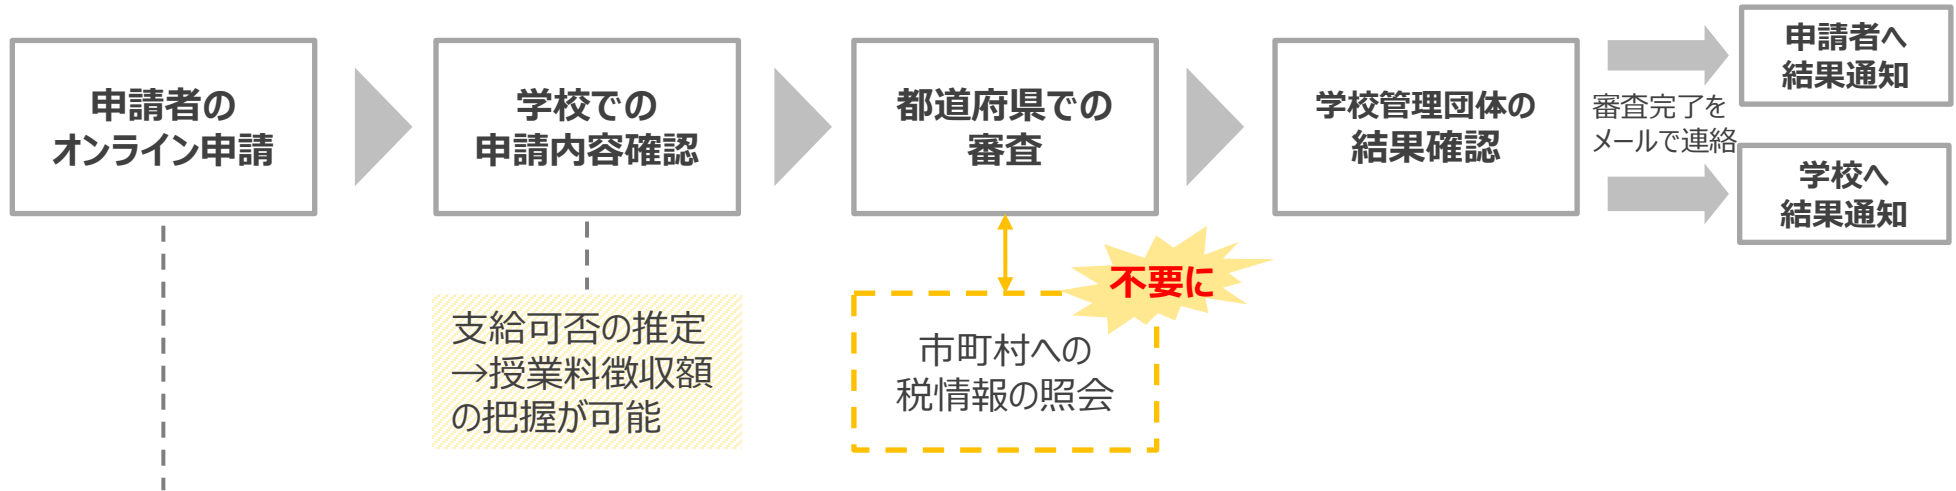 申請者の
オンライン申請
学校での
申請内容確認
都道府県での
審査
学校管理団体の
結果確認
審査完了を
メールで連絡
申請者へ
結果通知
学校へ
結果通知
支給可否の推定
→授業料徴収額
の把握が可能
不要に
市町村への
税情報の照会